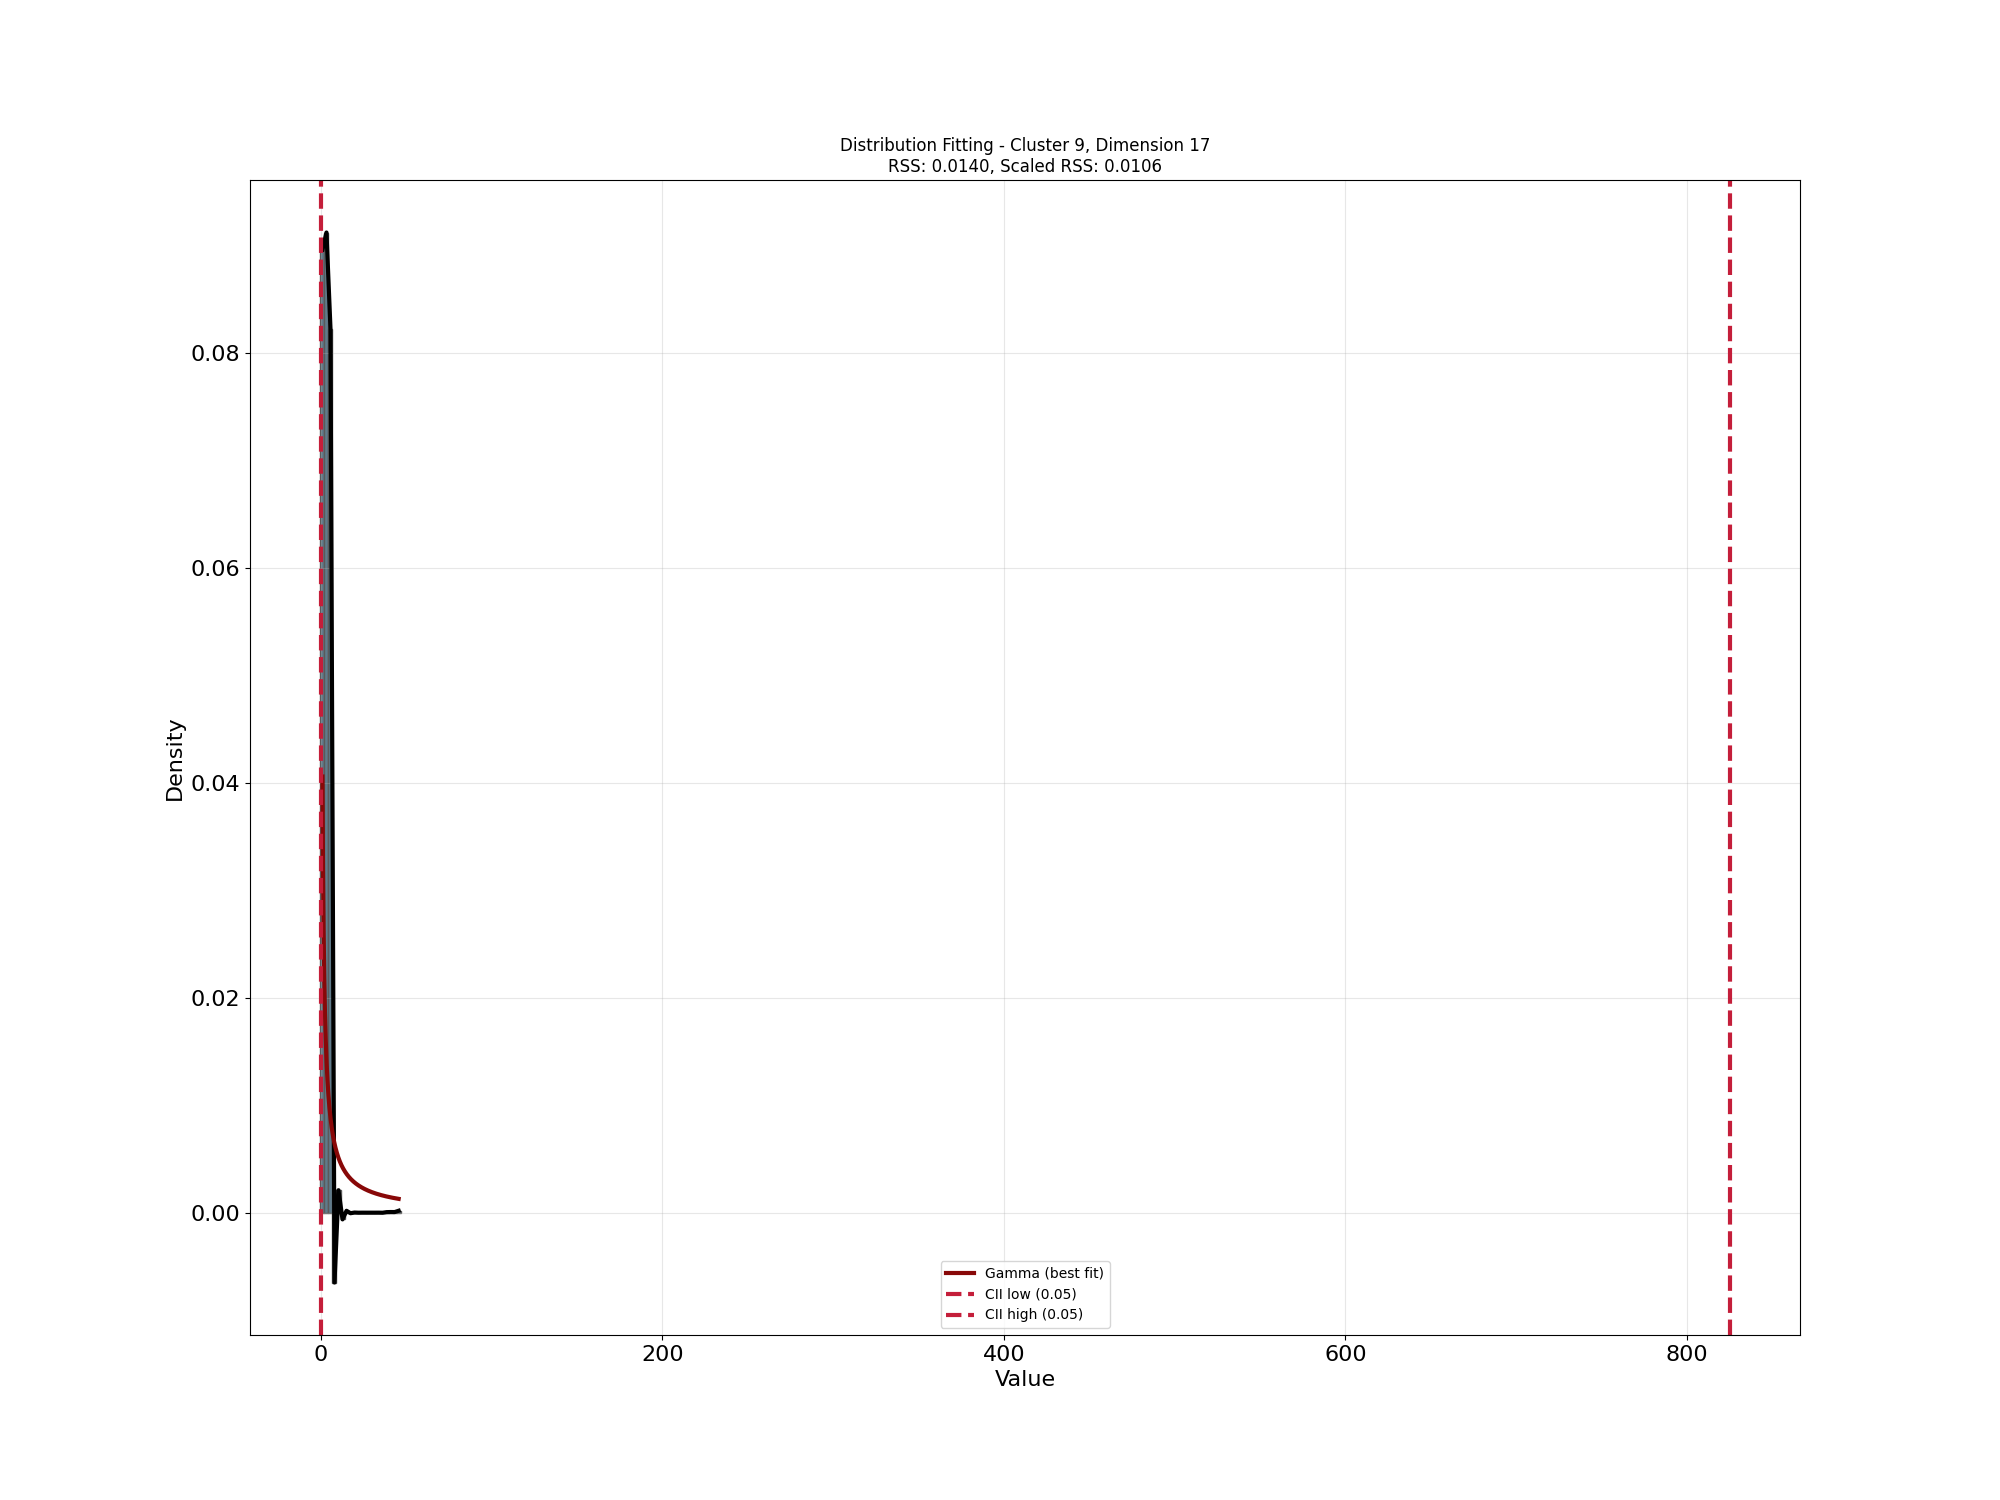 Distribution Fitting - Cluster 9, Dimension 17
RSS: 0.0140, Scaled RSS: 0.0106
0.08
0.06
0.04
0.02
0.00
Density
Gamma (best fit)
CII low (0.05)
CII high (0.05)
0 200 400 600 800
Value